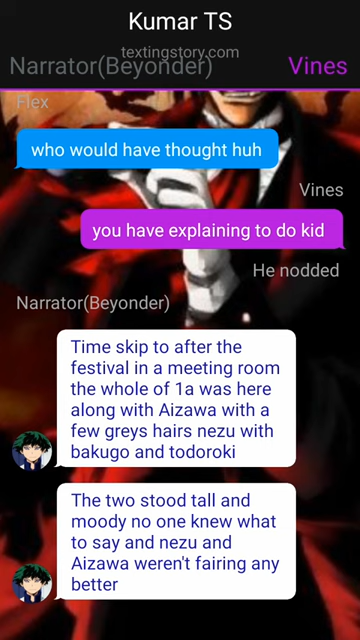 Kumar TS
textingstory.com
Narrator(Beyonder)
Vines
Flex
who would have thought huh
Vines
you have explaining to do kid
He nodded
Narrator(Beyonder)
Time skip to after the
festival in a meeting room
the whole of 1a was here
along with Aizawa with a
few greys hairs nezu with
bakugo and todoroki
The two stood tall and
moody no one knew what
to say and nezu and
Aizawa weren't fairing any
better